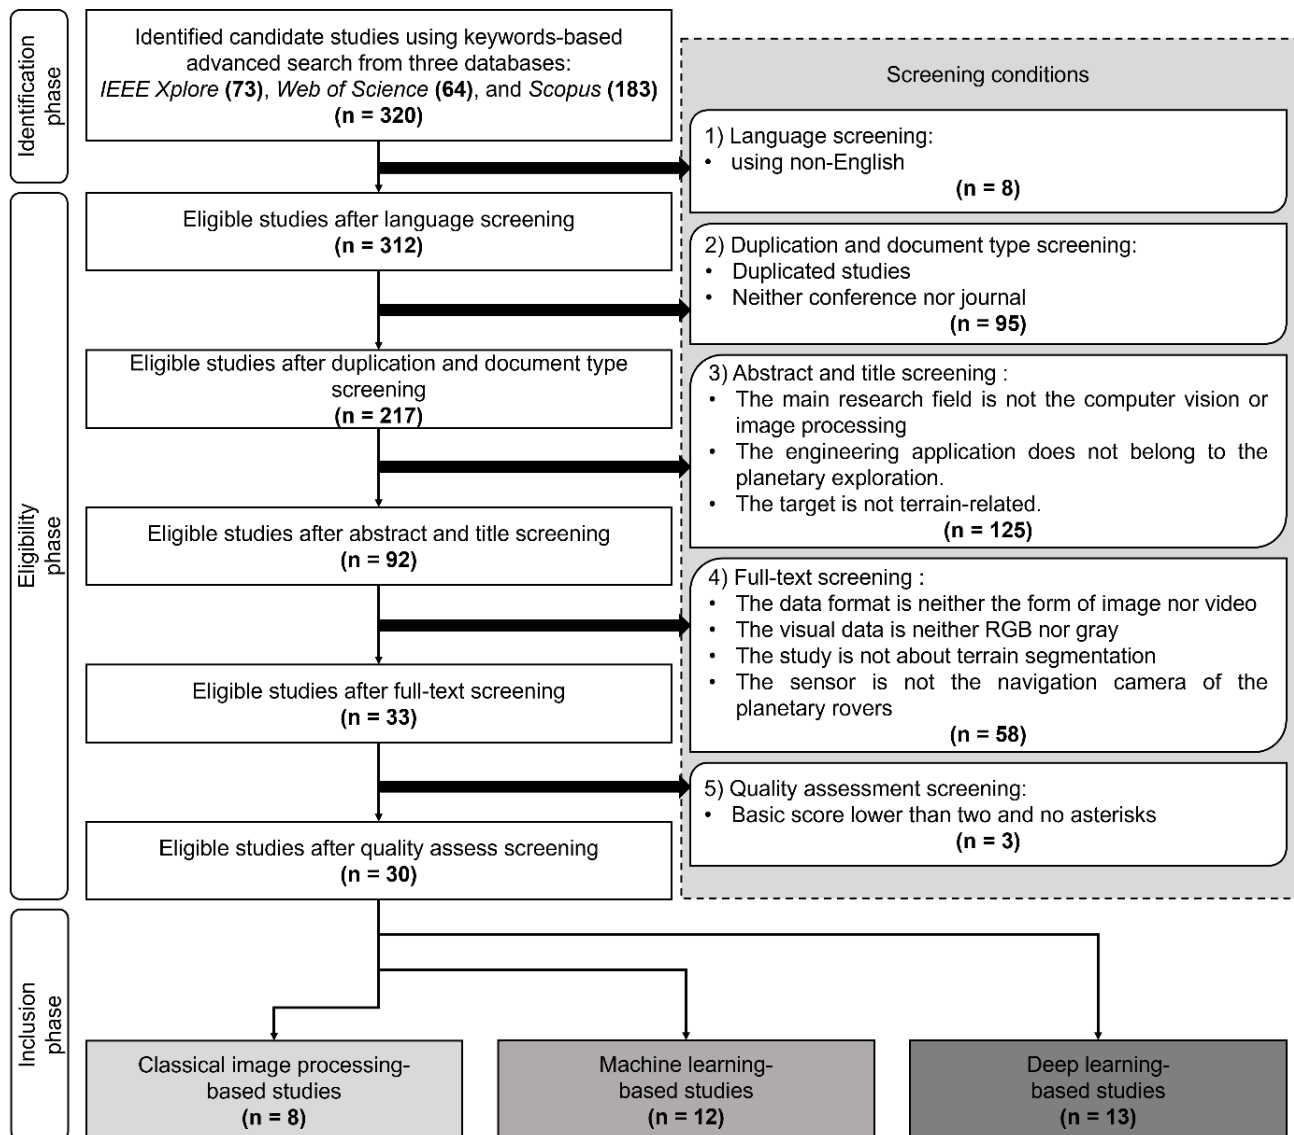 Identification
phase
Identified candidate studies using keywords-based
advanced search from three databases:
IEEE Xplore (73), Web of Science (64), and Scopus (183)
(n = 320)
Screening conditions
1) Language screening:
• using non-English
(n = 8)
Eligibility
phase
Eligible studies after language screening
(n = 312)
2) Duplication and document type screening:
• Duplicated studies
• Neither conference nor journal
(n = 95)
Eligible studies after duplication and document type
screening
(n = 217)
3) Abstract and title screening :
• The main research field is not the computer vision or
image processing
• The engineering application does not belong to the
planetary exploration.
• The target is not terrain-related.
(n = 125)
Eligible studies after abstract and title screening
(n = 92)
4) Full-text screening :
• The data format is neither the form of image nor video
• The visual data is neither RGB nor gray
• The study is not about terrain segmentation
• The sensor is not the navigation camera of the
planetary rovers
(n = 58)
Eligible studies after full-text screening
(n = 33)
5) Quality assessment screening:
• Basic score lower than two and no asterisks
(n = 3)
Eligible studies after quality assess screening
(n = 30)
Inclusion
phase
Classical image processing-
based studies
(n = 8)
Machine learning-
based studies
(n = 12)
Deep learning-
based studies
(n = 13)